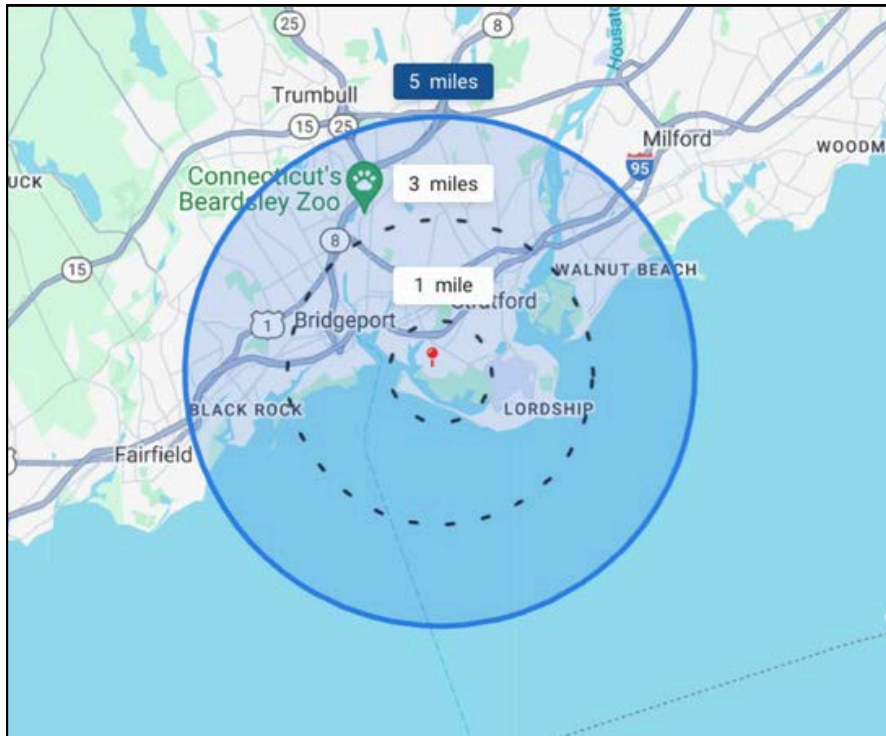 25
8
5 miles
Trumbull
15
25
Milford
Housato
WOODM
95
Connecticut's
Beardsley Zoo
3 miles
UCK
8
15
WALNUT BEACH
1 mile
Stratford
1
Bridgeport
BLACK ROCK
LORDSHIP
Fairfield